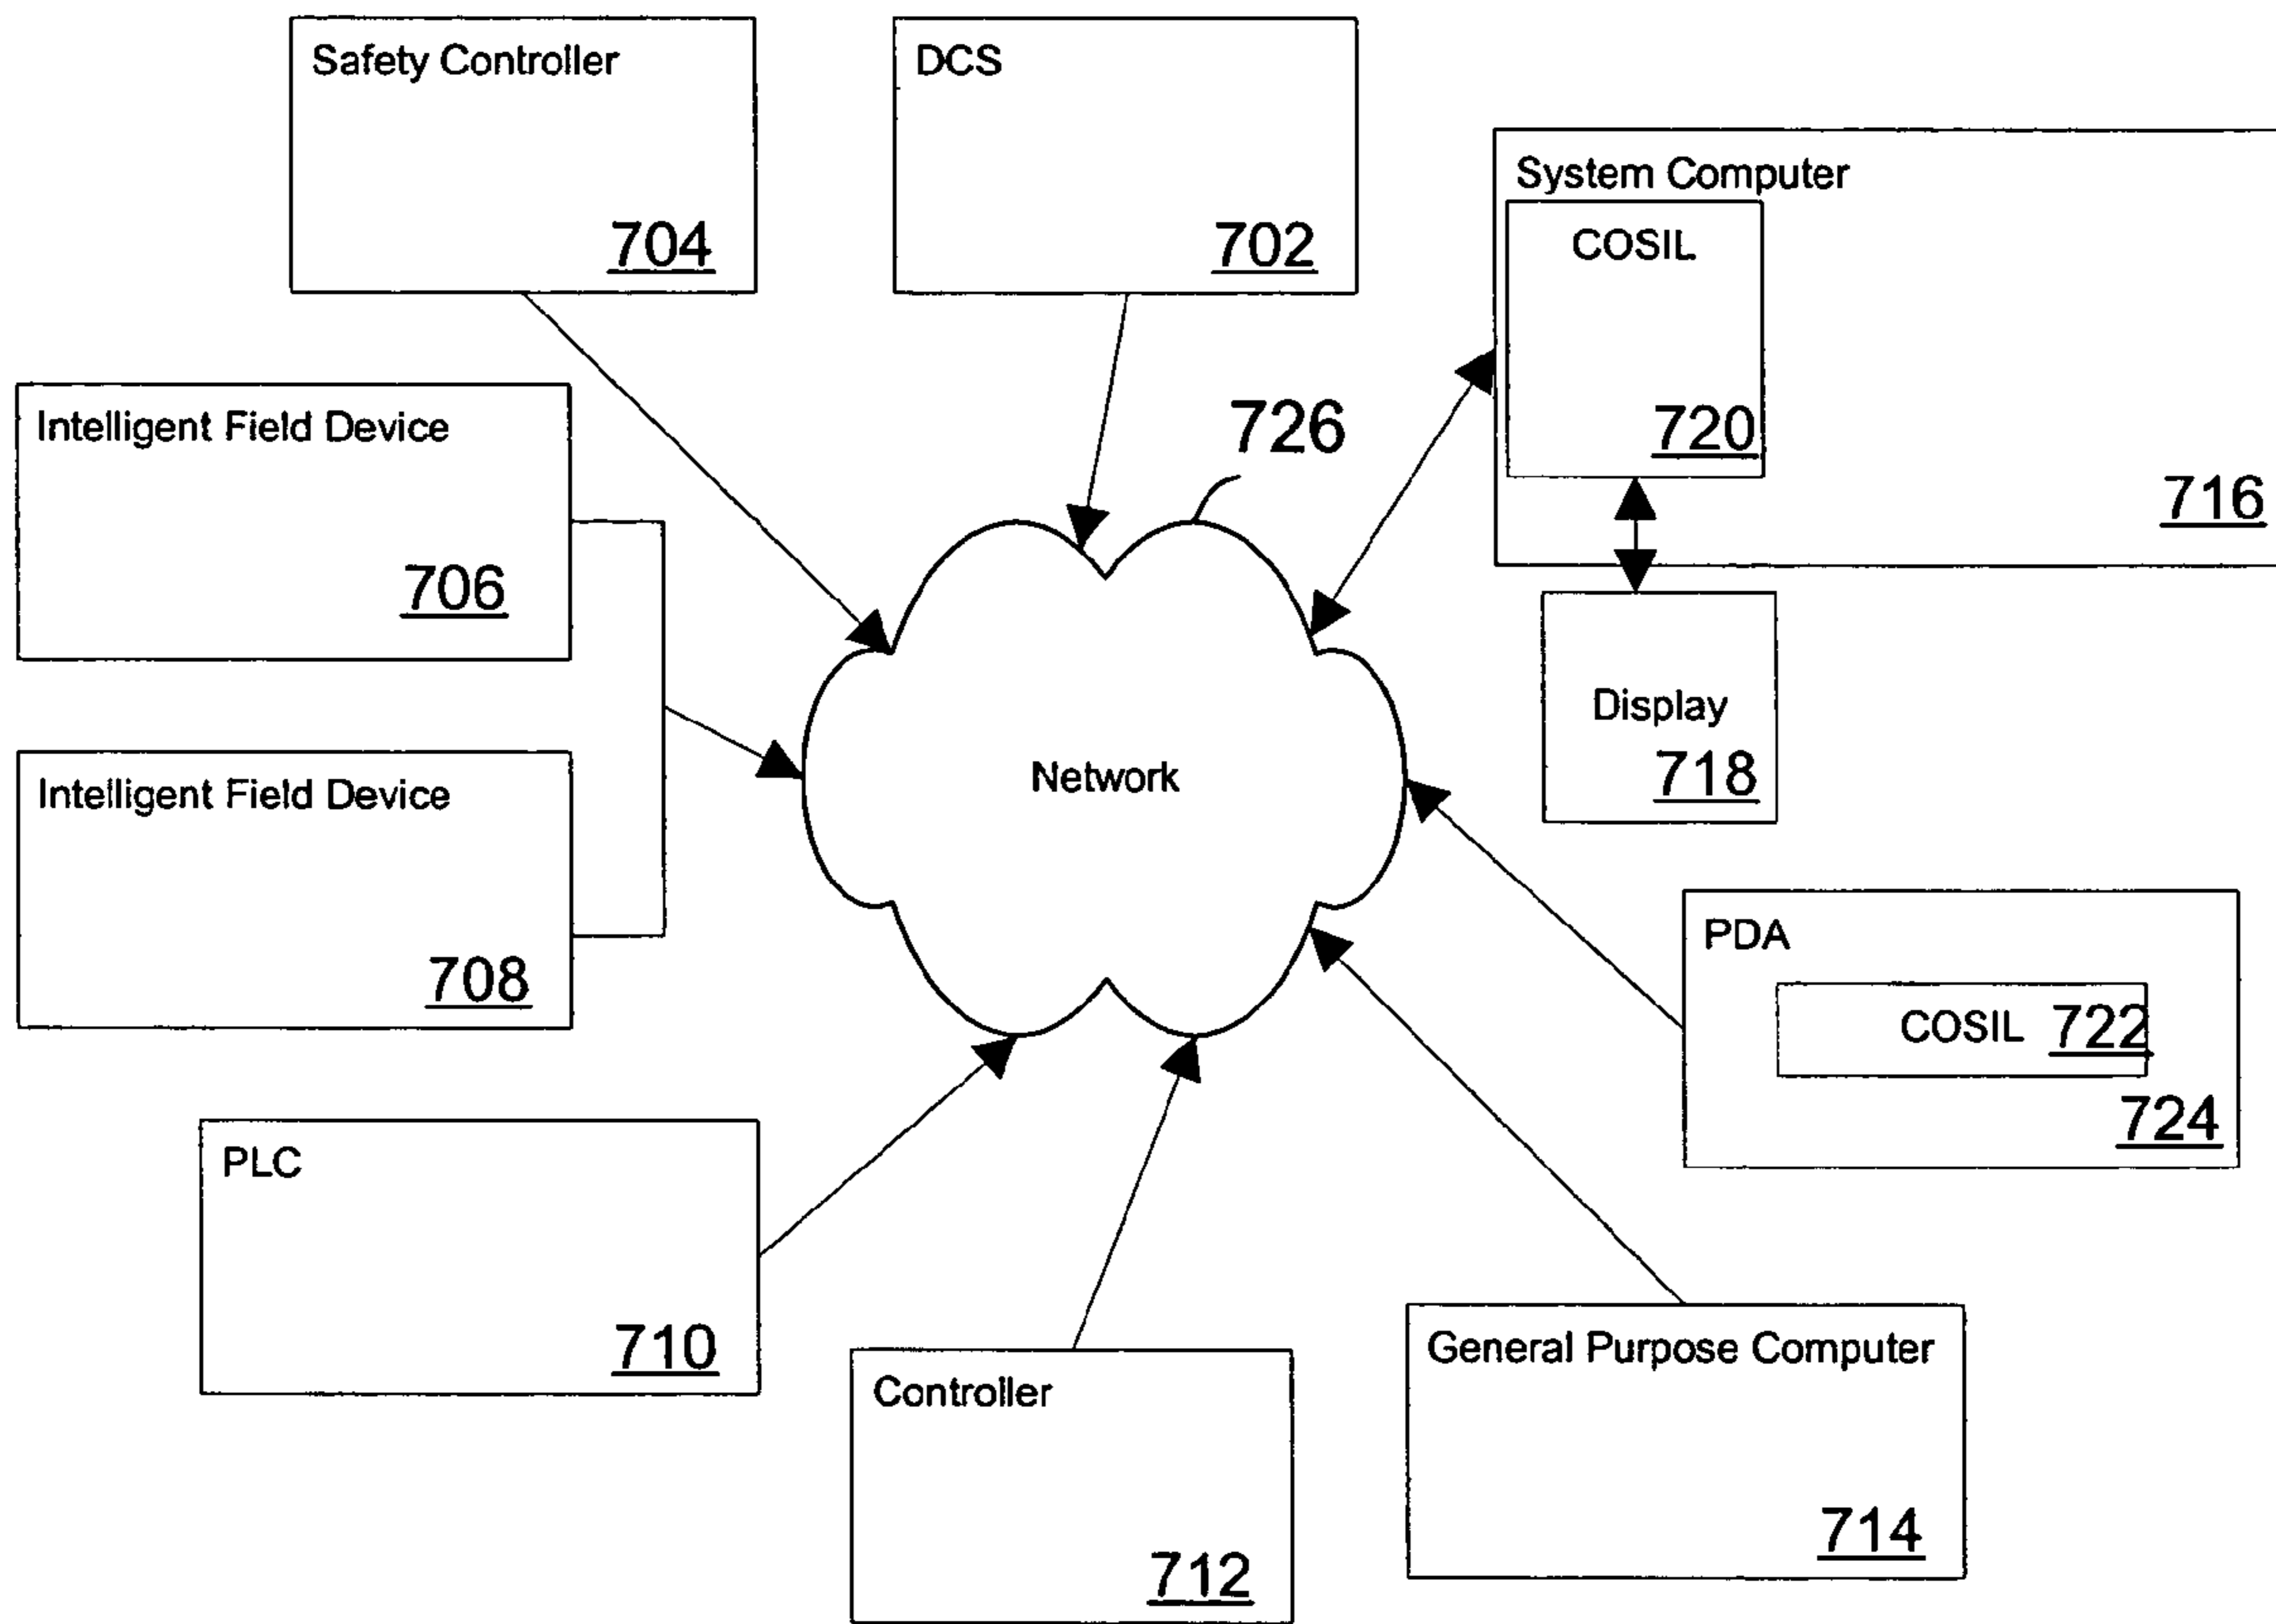 Safety Controller
704
DCS
702
System Computer
COSIL
720
716
Intelligent Field Device
706
726
Display
718
Intelligent Field Device
708
Network
PDA
COSIL 722
724
PLC
710
Controller
712
General Purpose Computer
714